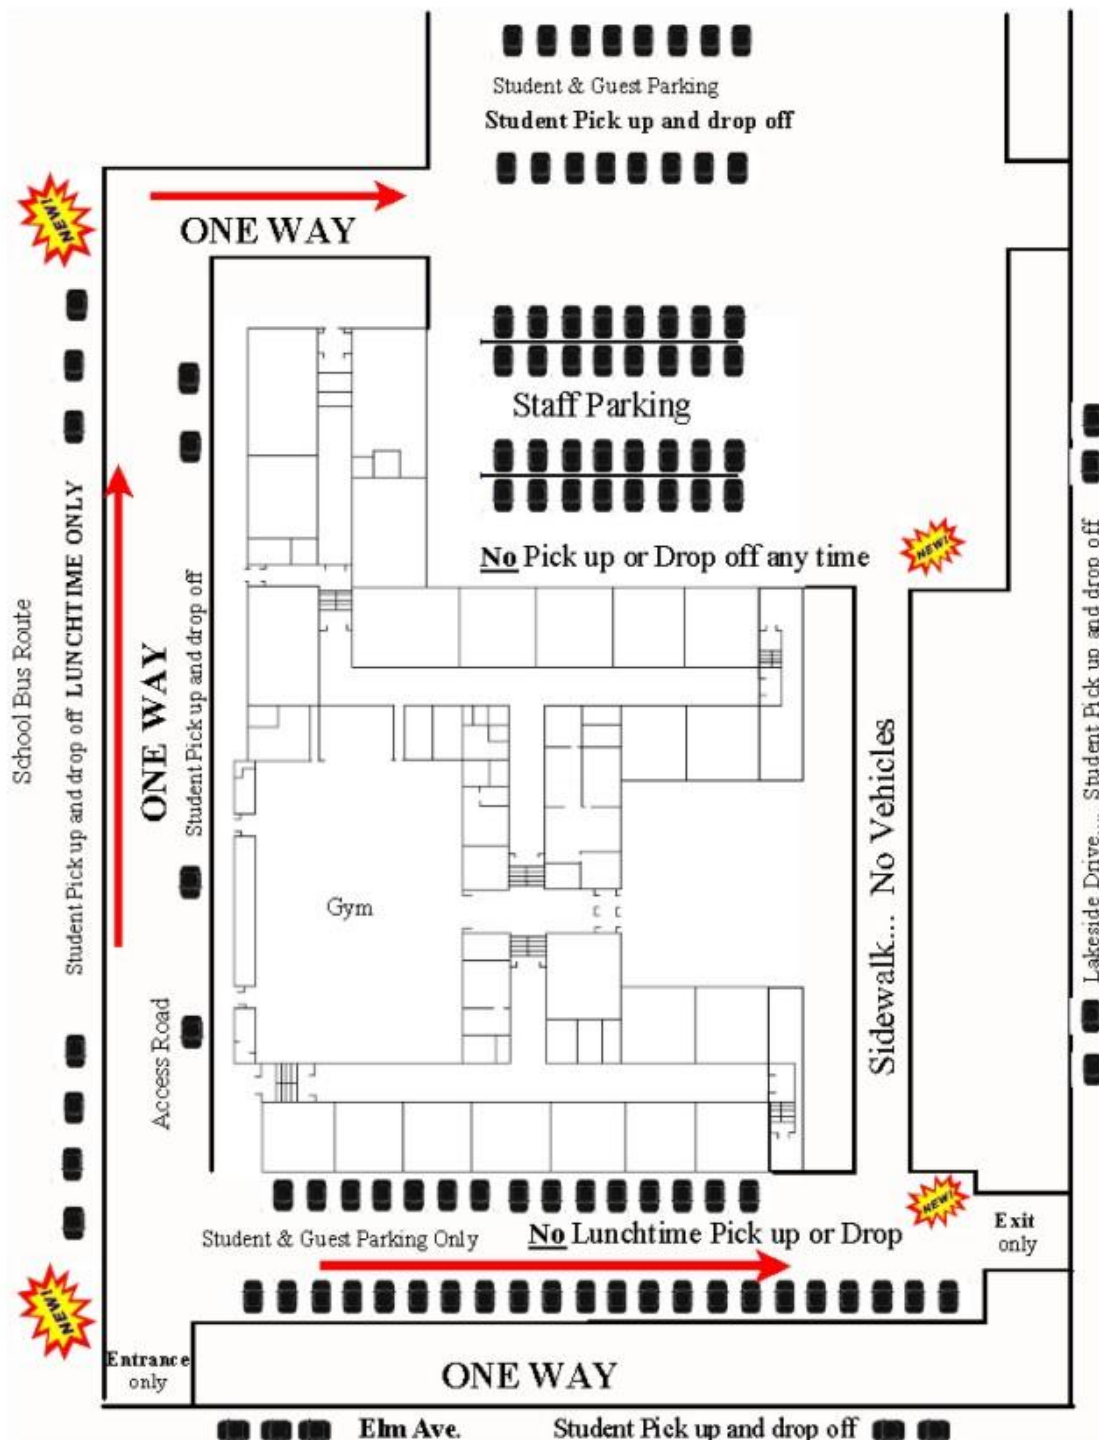 Student & Guest Parking
Student Pick up and drop off
NEW!
ONE WAY
Staff Parking
No Pick up or Drop off any time
NEW!
School Bus Route
Student Pick up and drop off LUNCHTIME ONLY
ONE WAY
Student Pick up and drop off
Access Road
Gym
Sidewalk... No Vehicles
Lakeside Drive.... Student Pick up and drop off
NEW!
Student & Guest Parking Only
No Lunchtime Pick up or Drop
Exit
only
NEW!
Entrance
only
ONE WAY
Elm Ave.
Student Pick up and drop off